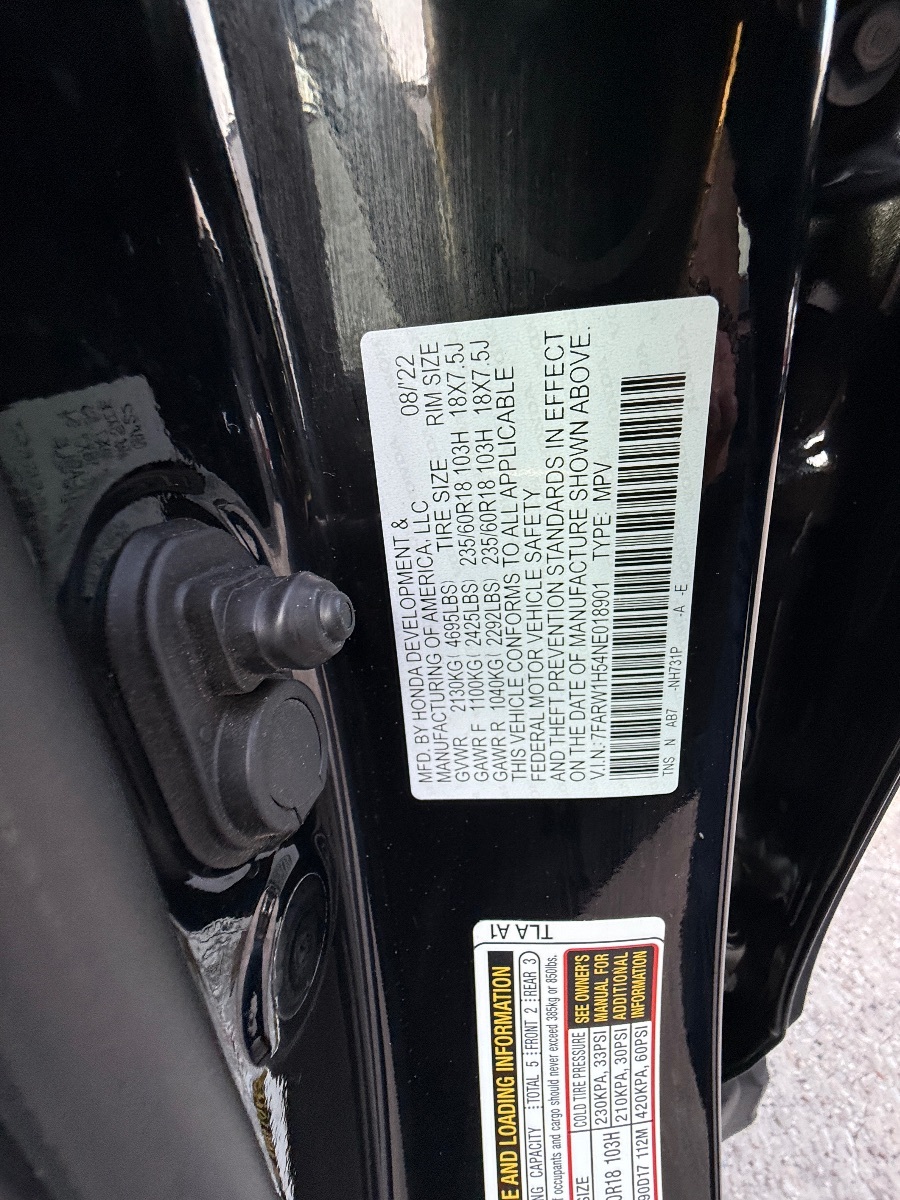 MFD. BY HONDA DEVELOPMENT &
MANUFACTURING OF AMERICA, LLC 08/'22
TIRE SIZE RIM SIZE
GVWR 2130KG( 4695LBS)
GAWR F 1100KG( 2425LBS) 235/60R18 103H 18X7.5J
GAWR R 1040KG( 2292LBS) 235/60R18 103H 18X7.5J
THIS VEHICLE CONFORMS TO ALL APPLICABLE
FEDERAL MOTOR VEHICLE SAFETY
AND THEFT PREVENTION STANDARDS IN EFFECT
ON THE DATE OF MANUFACTURE SHOWN ABOVE.
V.I.N.: 7FARW1H54NE018901 TYPE: MPV
TNS N AB7 -NH731P -A -E
TLA A1
E AND LOADING INFORMATION
NG CAPACITY TOTAL 5 FRONT 2 REAR 3
f occupants and cargo should never exceed 385kg or 850lbs.
SIZE COLD TIRE PRESSURE SEE OWNER'S
0R18 103H 230KPA, 33PSI MANUAL FOR
210KPA, 30PSI ADDITIONAL
90D17 112M 420KPA, 60PSI INFORMATION